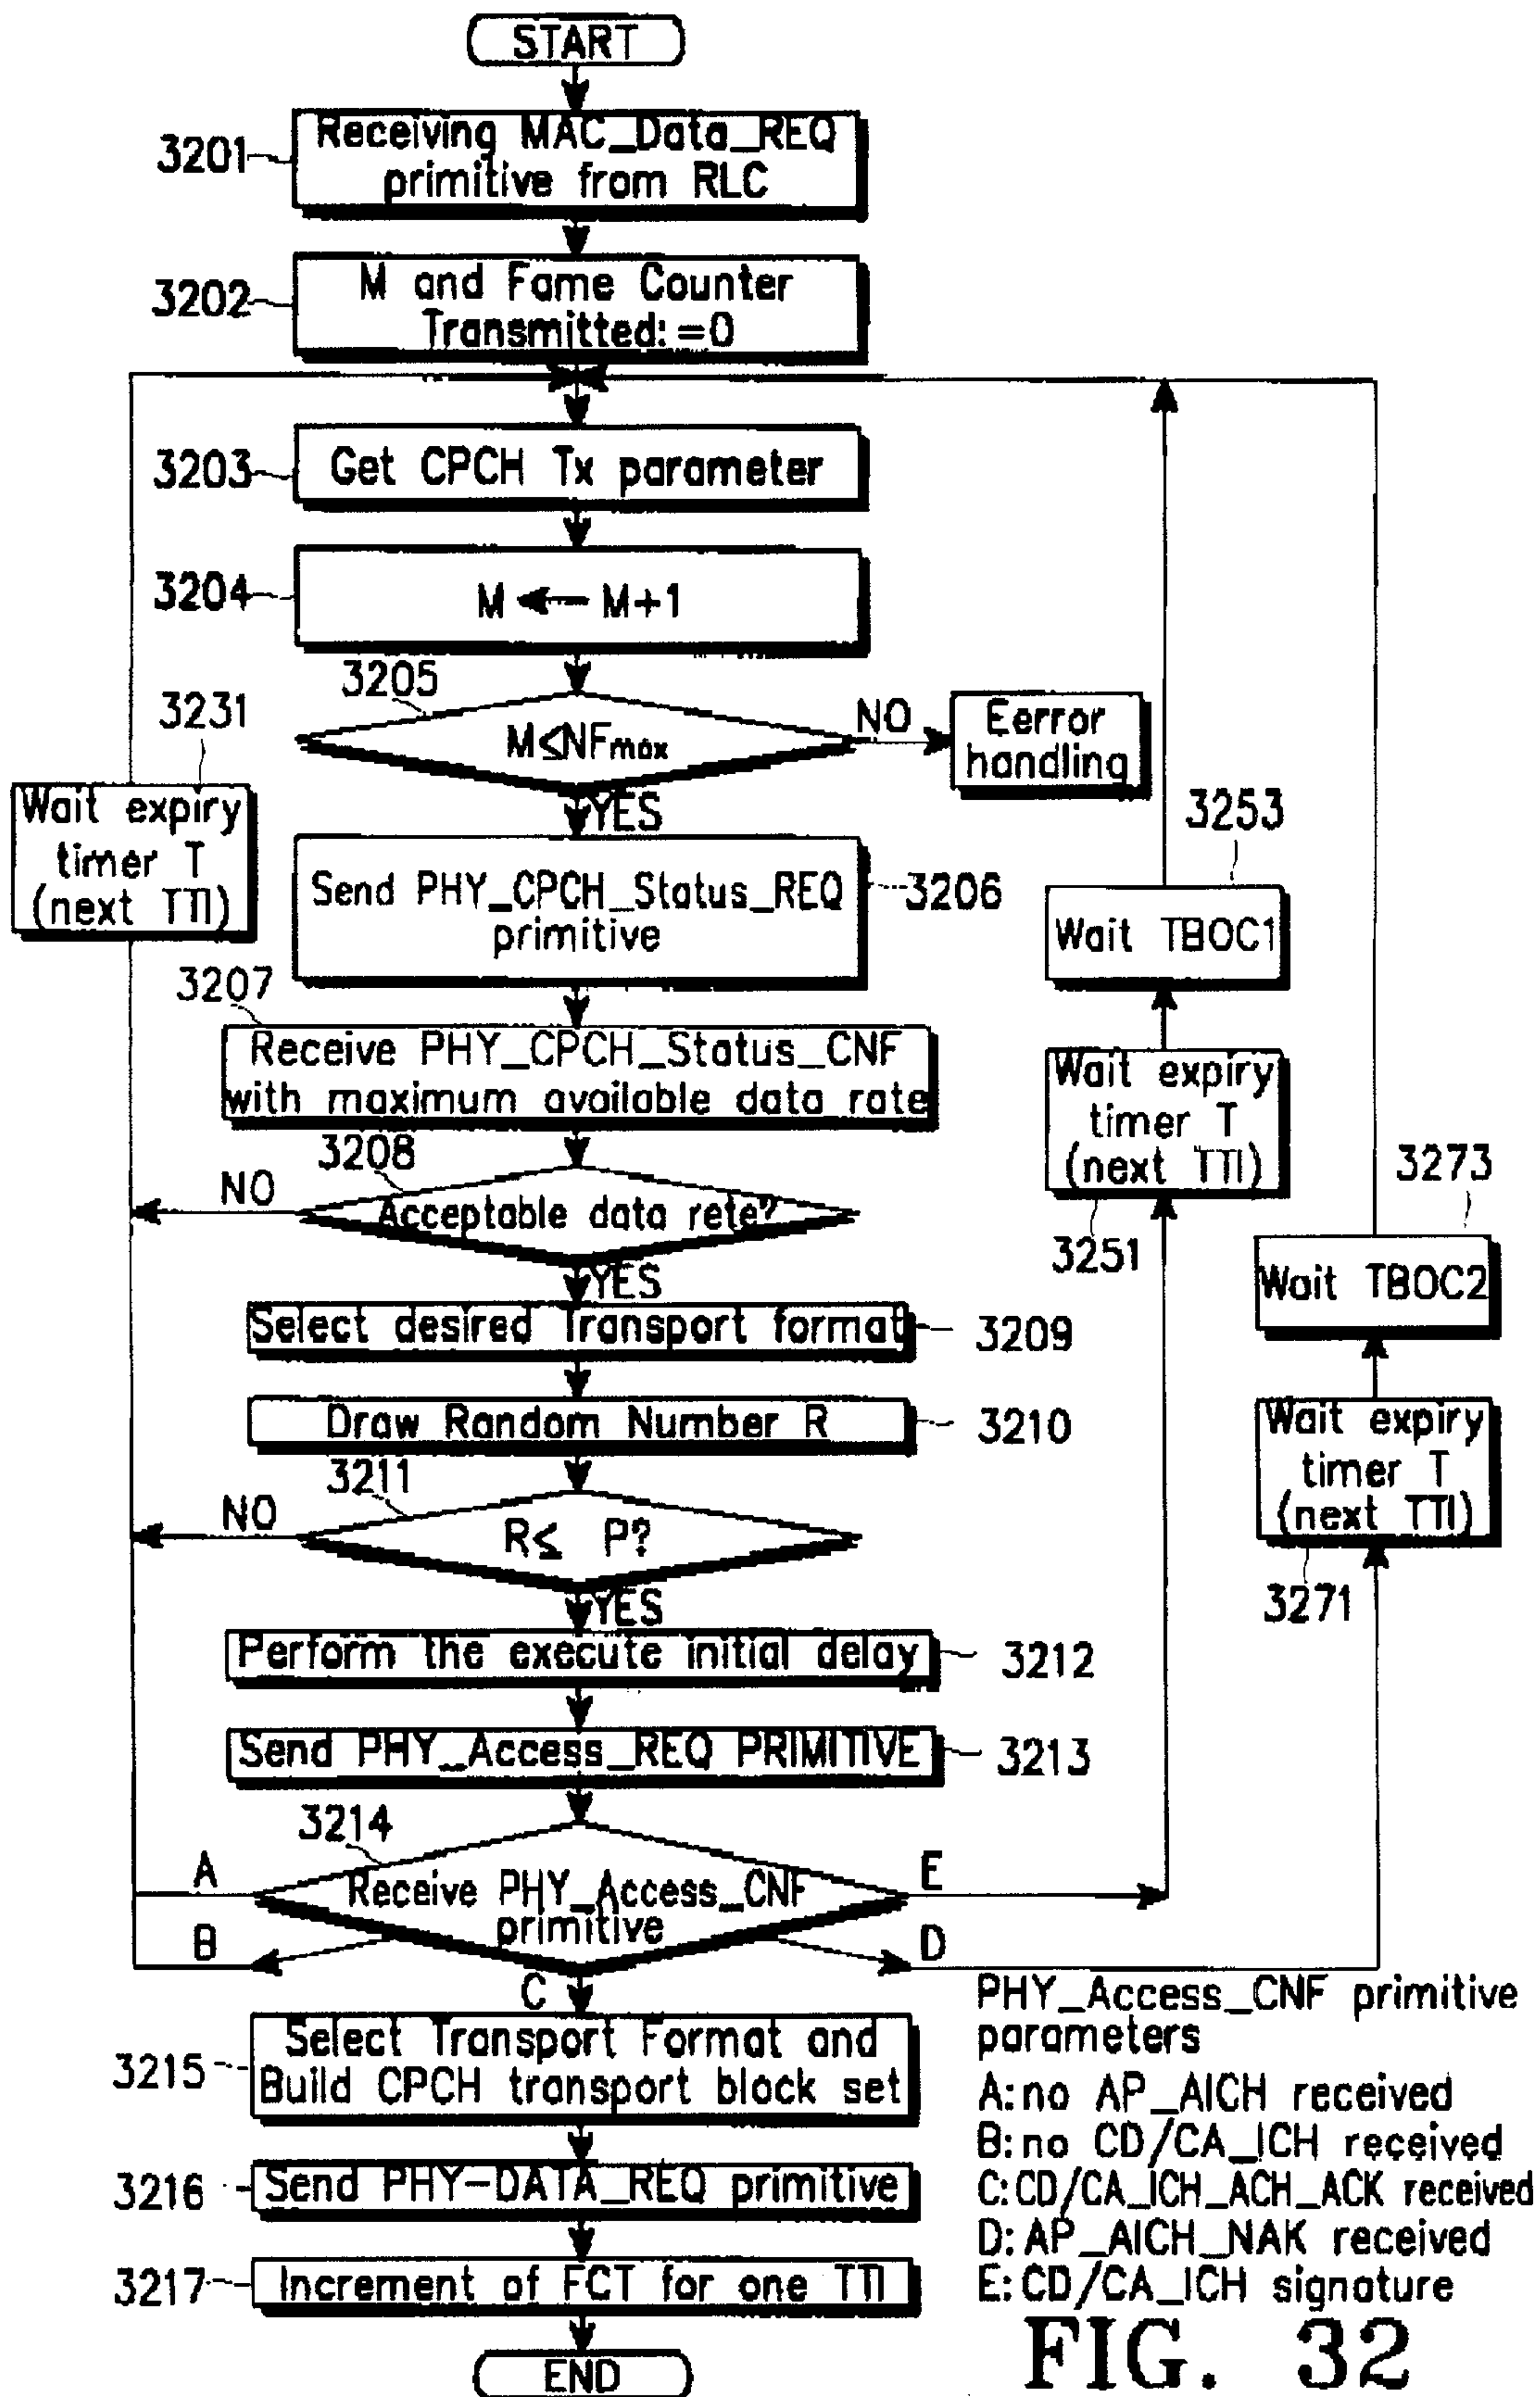 START
3201
Receiving MAC_Data_REQ
primitive from RLC
3202
M and Fame Counter
Transmitted:=0
3203
Get CPCH Tx parameter
3204
M ← M+1
3205
M≤NFmax
NO
Eerror
handling
YES
3231
Wait expiry
timer T
(next TTI)
Send PHY_CPCH_Status_REQ
primitive
3206
3253
Wait TBOC1
3207
Receive PHY_CPCH_Status_CNF
with maximum available data rate
Wait expiry
timer T
(next TTI)
3251
3208
NO
Acceptable data rete?
YES
3273
Wait TBOC2
Select desired Transport format
3209
Draw Random Number R
3210
Wait expiry
timer T
(next TTI)
3271
3211
NO
R≤ P?
YES
Perform the execute initial delay
3212
Send PHY_Access_REQ PRIMITIVE
3213
3214
A
Receive PHY_Access_CNF
primitive
E
B
D
C
3215
Select Transport Format and
Build CPCH transport block set
3216
Send PHY-DATA_REQ primitive
3217
Increment of FCT for one TTI
END
PHY_Access_CNF primitive
parameters
A:no AP_AICH received
B:no CD/CA_ICH received
C:CD/CA_ICH_ACH_ACK received
D:AP_AICH_NAK received
E:CD/CA_ICH signature
FIG. 32